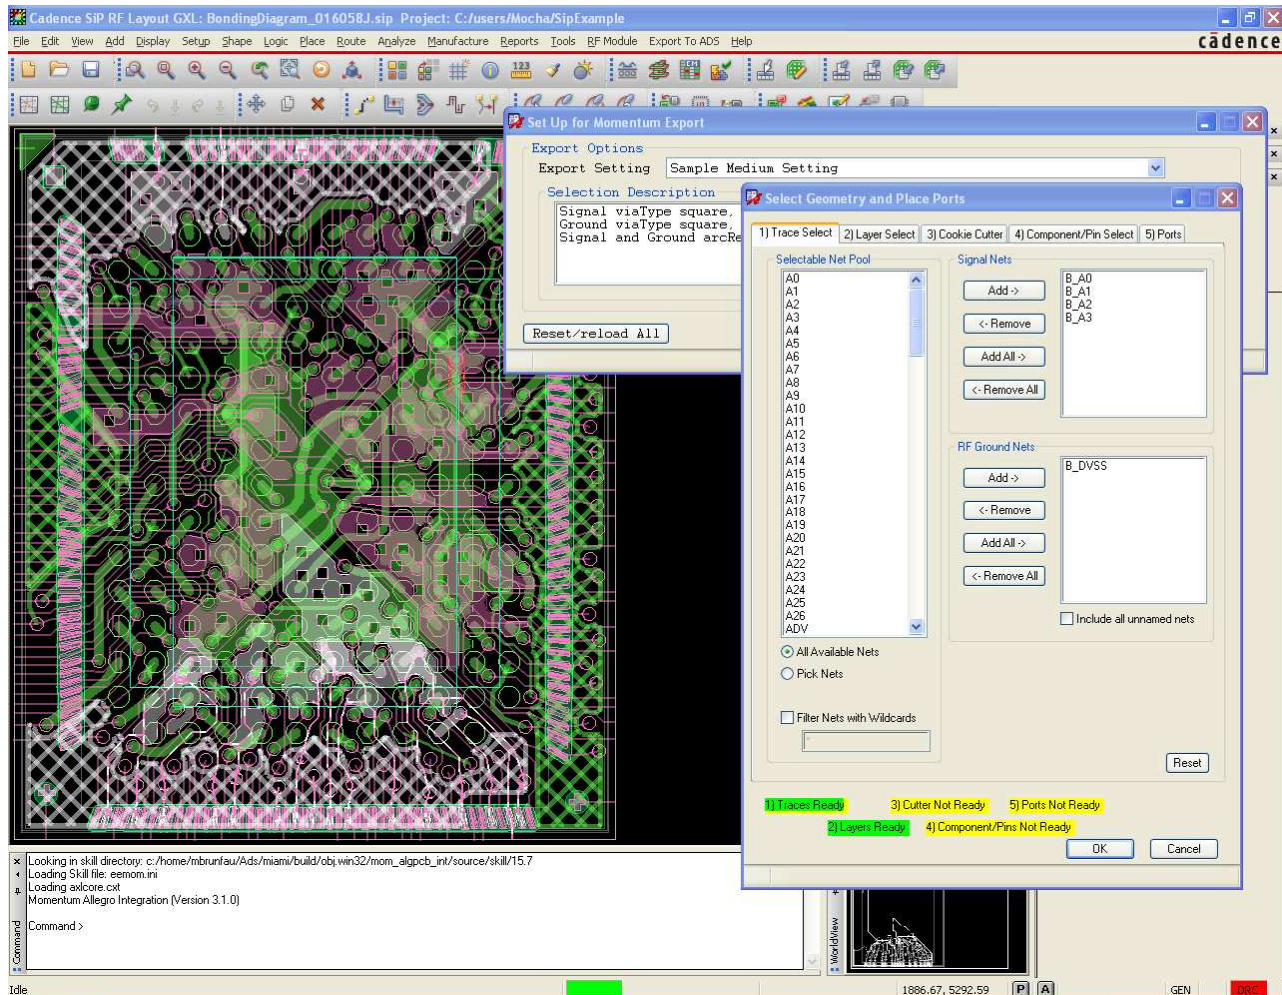 Cadence SiP RF Layout GXL: BondingDiagram_016058J.sip Project: C:/users/Mocha/SipExample
File Edit View Add Display Setup Shape Logic Place Route Analyze Manufacture Reports Tools RF Module Export To ADS Help
cādence
123
CM
Set Up for Momentum Export
Export Options
Export Setting Sample Medium Setting
Selection Description
Signal viaType square,
Ground viaType square,
Signal and Ground arcRe
Reset/reload All
Select Geometry and Place Ports
1) Trace Select 2) Layer Select 3) Cookie Cutter 4) Component/Pin Select 5) Ports
Selectable Net Pool
A0
A1
A2
A3
A4
A5
A6
A7
A8
A9
A10
A11
A12
A13
A14
A15
A16
A17
A18
A19
A20
A21
A22
A23
A24
A25
A26
ADV
All Available Nets
Pick Nets
Filter Nets with Wildcards
*
Signal Nets
Add ->
<- Remove
Add All ->
<- Remove All
B_A0
B_A1
B_A2
B_A3
RF Ground Nets
Add ->
<- Remove
Add All ->
<- Remove All
B_DVSS
Include all unnamed nets
Reset
1) Traces Ready 3) Cutter Not Ready 5) Ports Not Ready
2) Layers Ready 4) Component/Pins Not Ready
OK Cancel
Looking in skill directory: c:/home/mbrunfau/Ads/miami/build/obj.win32/mom_algpcb_int/source/skill/15.7
Loading Skill file: eemom.ini
Loading axlcore.cxt
Momentum Allegro Integration (Version 3.1.0)
Command >
Command
WorldView
Idle 1886.67, 5292.59 P A GEN DRC